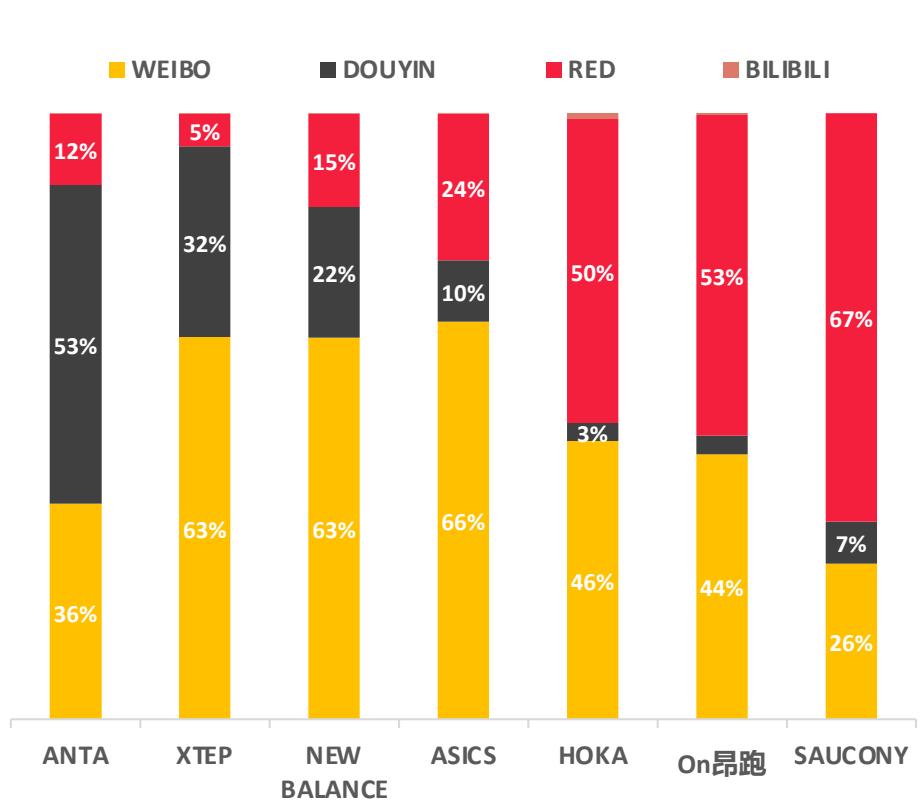 WEIBO DOUYIN RED BILIBILI
12% 5% 15% 24% 50% 53% 67%
53% 32% 22% 10% 3% 7%
36% 63% 63% 66% 46% 44% 26%
ANTA XTEP NEW BALANCE ASICS HOKA On昂跑 SAUCONY